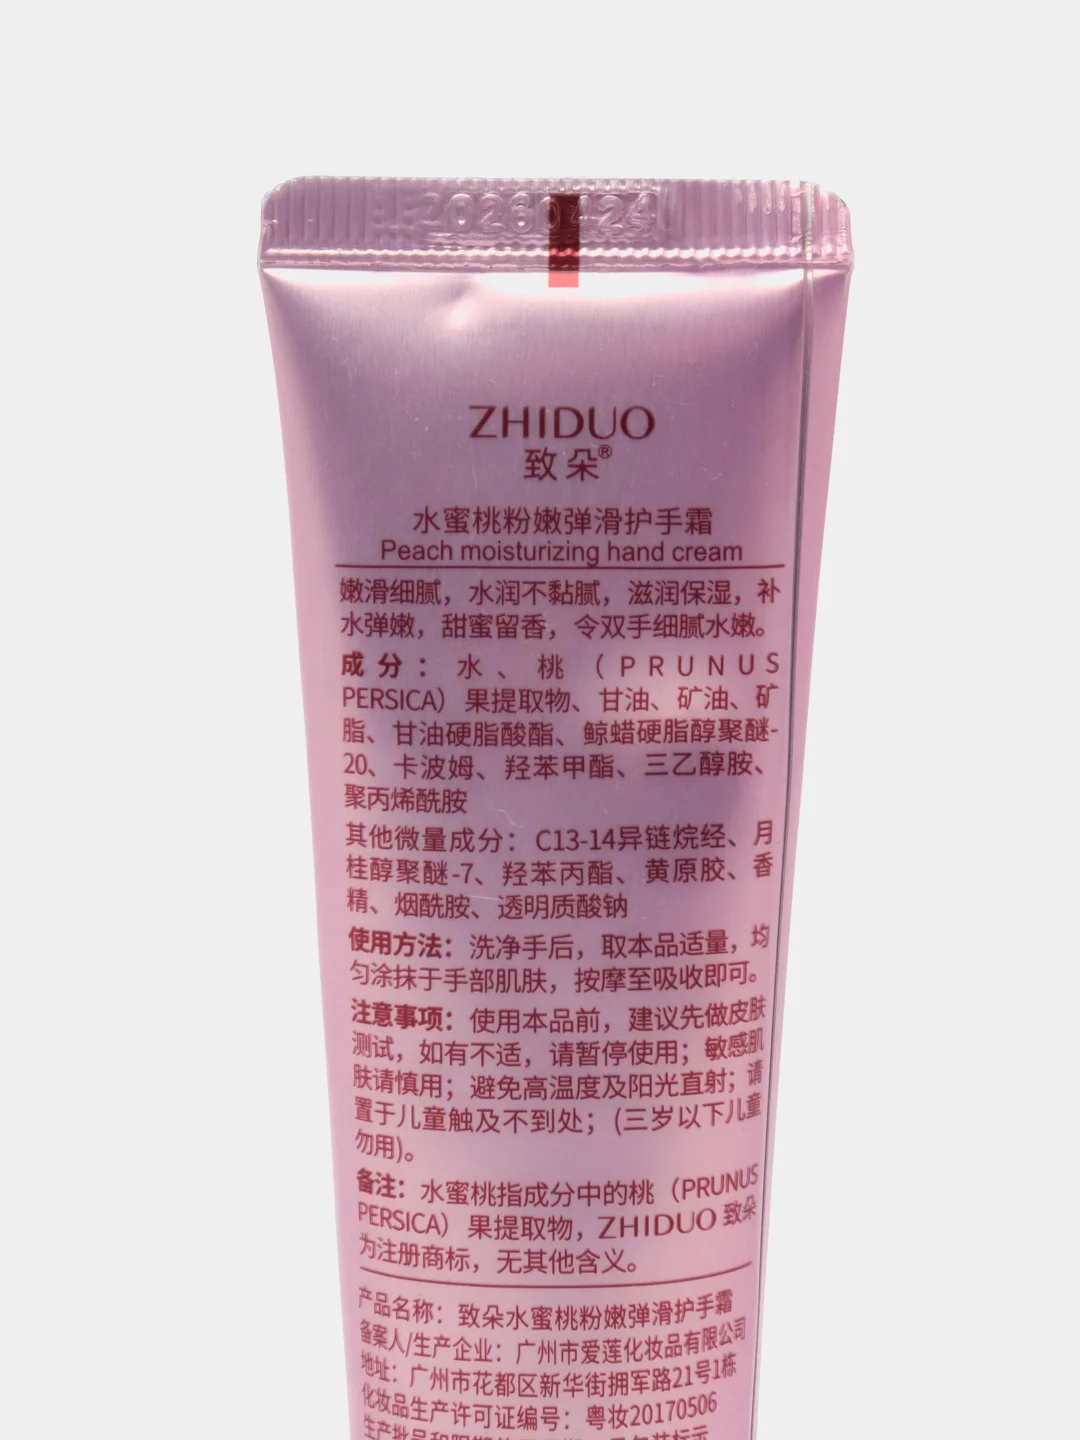 20260424
ZHIDUO
致朵®
水蜜桃粉嫩弹滑护手霜
Peach moisturizing hand cream
嫩滑细腻，水润不黏腻，滋润保湿，补
水弹嫩，甜蜜留香，令双手细腻水嫩。
成分：水、桃（PRUNUS
PERSICA）果提取物、甘油、矿油、矿
脂、甘油硬脂酸酯、鲸蜡硬脂醇聚醚-
20、卡波姆、羟苯甲酯、三乙醇胺、
聚丙烯酰胺
其他微量成分：C13-14异链烷烃、月
桂醇聚醚-7、羟苯丙酯、黄原胶、香
精、烟酰胺、透明质酸钠
使用方法：洗净手后，取本品适量，均
匀涂抹于手部肌肤，按摩至吸收即可。
注意事项：使用本品前，建议先做皮肤
测试，如有不适，请暂停使用；敏感肌
肤请慎用；避免高温度及阳光直射；请
置于儿童触及不到处；(三岁以下儿童
勿用)。
备注：水蜜桃指成分中的桃（PRUNUS
PERSICA）果提取物，ZHIDUO 致朵
为注册商标，无其他含义。
产品名称：致朵水蜜桃粉嫩弹滑护手霜
备案人/生产企业：广州市爱莲化妆品有限公司
地址：广州市花都区新华街拥军路21号1栋
化妆品生产许可证编号：粤妆20170506